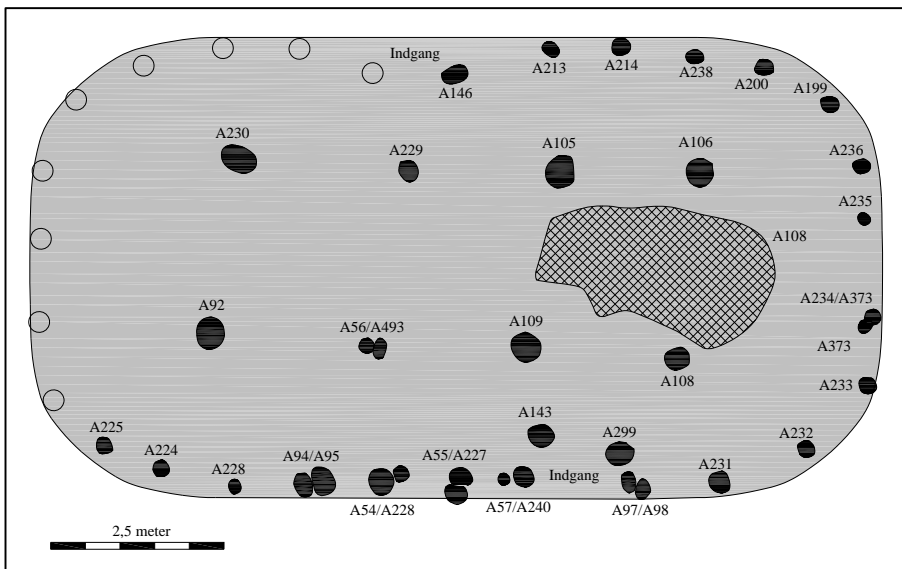 Indgang
A213
A214
A238
A200
A146
A199
A230
A229
A105
A106
A236
A235
A108
A92
A56/A493
A109
A234/A373
A373
A108
A233
A225
A224
A228
A94/A95
A54/A228
A55/A227
A143
A57/A240
Indgang
A299
A97/A98
A231
A232
2,5 meter